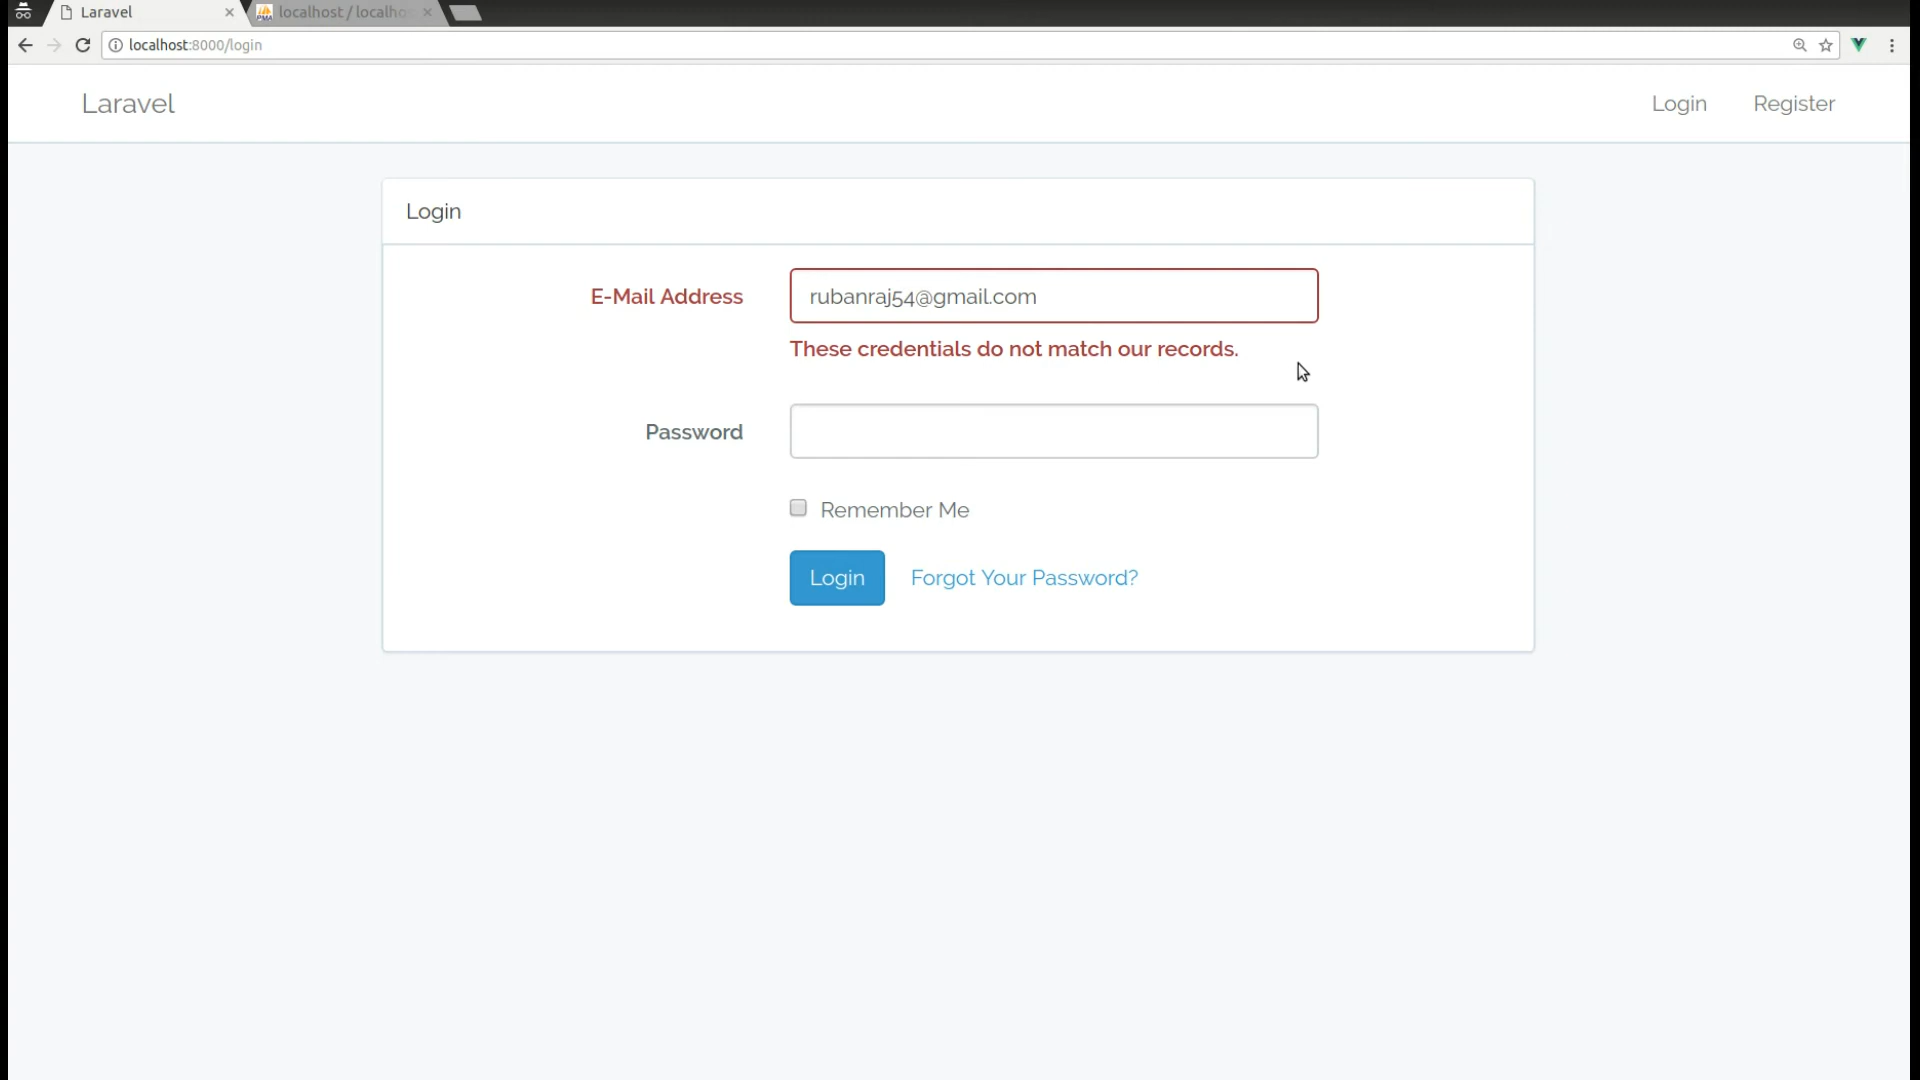 Laravel
localhost / localho
localhost:8000/login
Laravel
Login
Register
Login
E-Mail Address
rubanraj54@gmail.com
These credentials do not match our records.
Password
Remember Me
Login
Forgot Your Password?